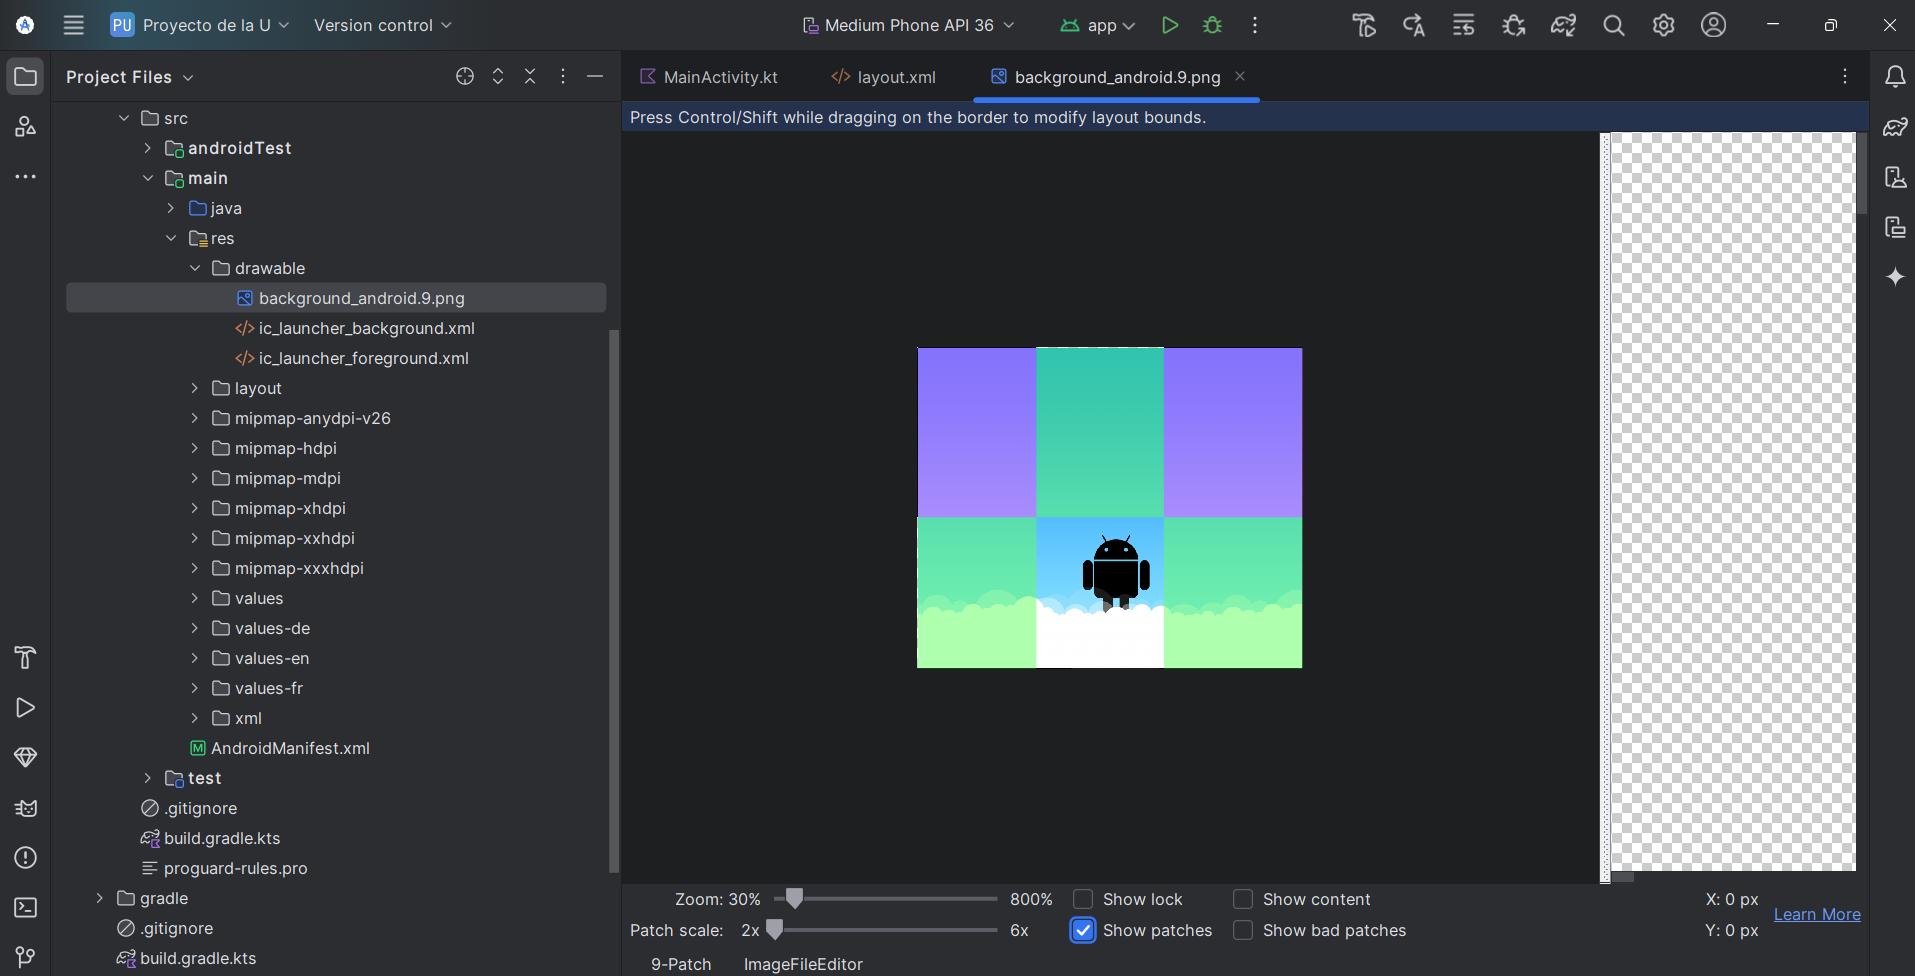 PU Proyecto de la U
Version control
Medium Phone API 36
app
Project Files
MainActivity.kt
layout.xml
background_android.9.png
Press Control/Shift while dragging on the border to modify layout bounds.
src
androidTest
main
java
res
drawable
background_android.9.png
ic_launcher_background.xml
ic_launcher_foreground.xml
layout
mipmap-anydpi-v26
mipmap-hdpi
mipmap-mdpi
mipmap-xhdpi
mipmap-xxhdpi
mipmap-xxxhdpi
values
values-de
values-en
values-fr
xml
AndroidManifest.xml
test
.gitignore
build.gradle.kts
proguard-rules.pro
gradle
.gitignore
build.gradle.kts
Zoom: 30% 800% Show lock Show content X: 0 px
Learn More
Patch scale: 2x 6x Show patches Show bad patches Y: 0 px
9-Patch ImageFileEditor